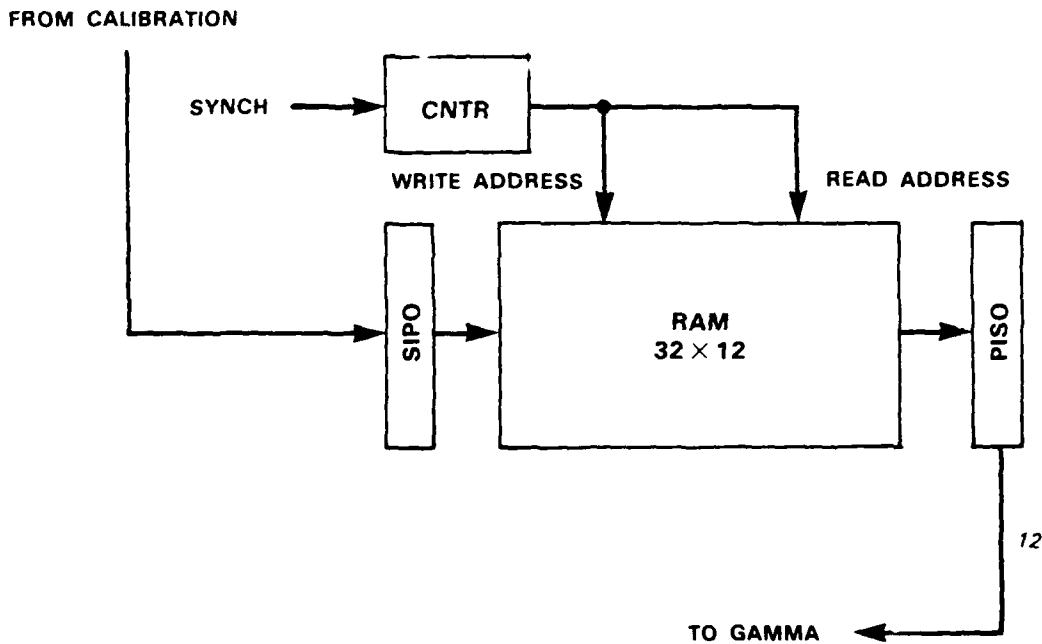 FROM CALIBRATION
SYNCH
CNTR
WRITE ADDRESS
READ ADDRESS
SIPO
RAM
32 × 12
PISO
12
TO GAMMA